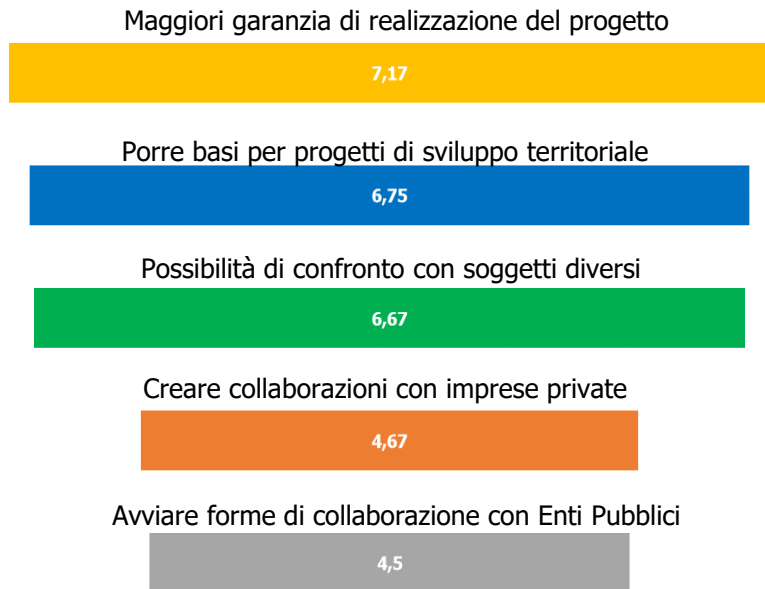 Maggiori garanzia di realizzazione del progetto
7,17
Porre basi per progetti di sviluppo territoriale
6,75
Possibilità di confronto con soggetti diversi
6,67
Creare collaborazioni con imprese private
4,67
Avviare forme di collaborazione con Enti Pubblici
4,5